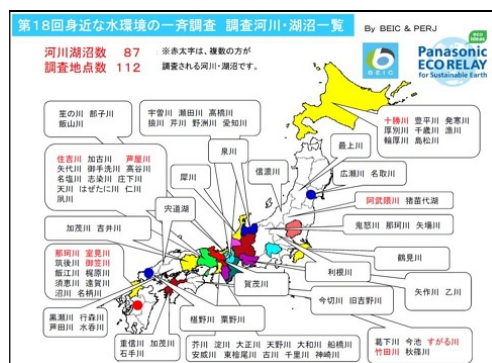 第18回身近な水環境の一斉調査 調査河川・湖沼一覧
By BEIC & PERJ
河川湖沼数 87
調査地点数 112
※赤太字は、複数の方が
調査される河川・湖沼です。
BEIC
eco ideas
Panasonic
ECO RELAY
for Sustainable Earth
茎の川 郎子川
飯山川
宇曽川 瀬田川 高橋川
狼川 芹川 野洲川 愛知川
十勝川 豊平川 発寒川
厚別川 千歳川 漁川
輪厚川 島松川
住吉川 加古川 芦屋川
矢代川 御手洗川 高谷川
名塩川 志染川 庄下川
天川 はぜたに川 仁川
夙川
泉川
犀川
信濃川
最上川
広瀬川 名取川
阿武隈川 猪苗代湖
鬼怒川 那珂川 矢場川
鶴見川
利根川
矢作川 乙川
加茂川 吉井川
宍道湖
那珂川 室見川
筑後川 御笠川
飯江川 梶原川
須恵川 遠賀川
沼川 名柄川
賀茂川
今切川 旧吉野川
黒瀬川 行森川
芦田川 水呑川
重信川 加茂川
石手川
椹野川 粟野川
芥川 淀川 大正川 天野川 大和川 船橋川
安威川 東檜尾川 古川 千里川 神崎川
葛下川 今池 すがる川
竹田川 秋篠川